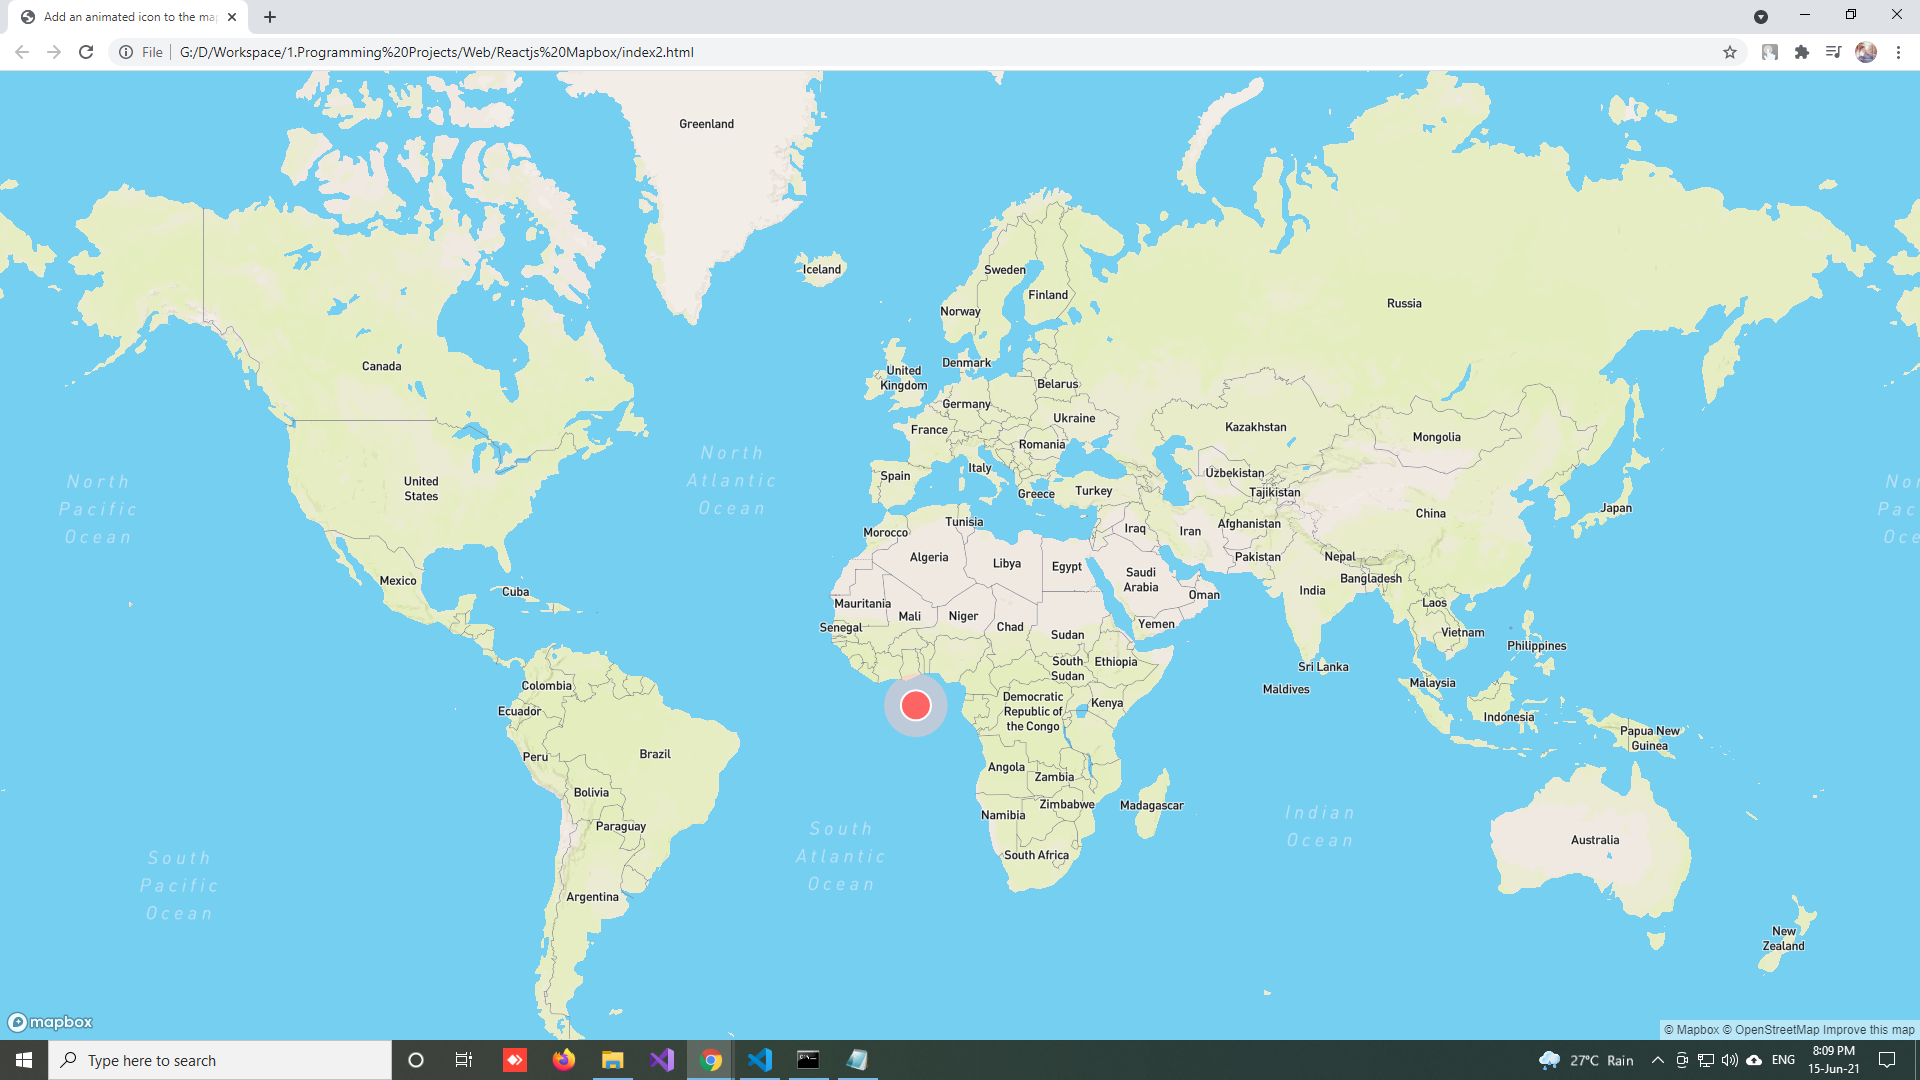 Add an animated icon to the map
File
G:/D/Workspace/1.Programming%20Projects/Web/Reactjs%20Mapbox/index2.html
Greenland
Iceland
Sweden
Finland
Norway
Russia
Canada
Denmark
United
Kingdom
Belarus
Germany
Ukraine
France
Kazakhstan
Mongolia
Romania
North
Atlantic
Ocean
Italy
Spain
Uzbekistan
Tajikistan
United
States
North
Pacific
Ocean
Greece
Turkey
Japan
China
Nor
Paci
Oce
Tunisia
Morocco
Iraq
Iran
Afghanistan
Algeria
Libya
Egypt
Pakistan
Nepal
Saudi
Arabia
Bangladesh
Mexico
India
Cuba
Oman
Mauritania
Mali
Niger
Laos
Senegal
Chad
Sudan
Yemen
Vietnam
Philippines
South
Sudan
Ethiopia
Sri Lanka
Colombia
Maldives
Malaysia
Ecuador
Democratic
Republic of
the Congo
Kenya
Indonesia
Papua New
Guinea
Peru
Brazil
Angola
Zambia
Bolivia
Zimbabwe
Madagascar
Namibia
Paraguay
Indian
Ocean
South
Atlantic
Ocean
Australia
South Africa
South
Pacific
Ocean
Argentina
New
Zealand
mapbox
© Mapbox © OpenStreetMap Improve this map
Type here to search
27°C Rain
ENG
8:09 PM
15-Jun-21